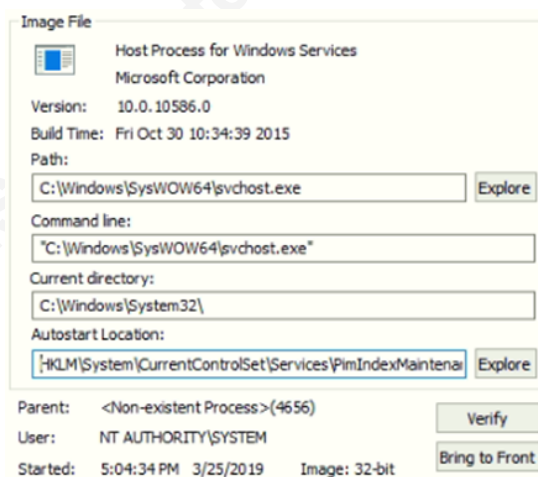 Image File
Host Process for Windows Services
Microsoft Corporation
Version: 10.0.10586.0
Build Time: Fri Oct 30 10:34:39 2015
Path:
C:\Windows\SysWOW64\svchost.exe Explore
Command line:
"C:\Windows\SysWOW64\svchost.exe"
Current directory:
C:\Windows\System32\
Autostart Location:
HKLM\System\CurrentControlSet\Services\PimIndexMaintenan Explore
Parent: <Non-existent Process>(4656)
Verify
User: NT AUTHORITY\SYSTEM
Bring to Front
Started: 5:04:34 PM 3/25/2019 Image: 32-bit